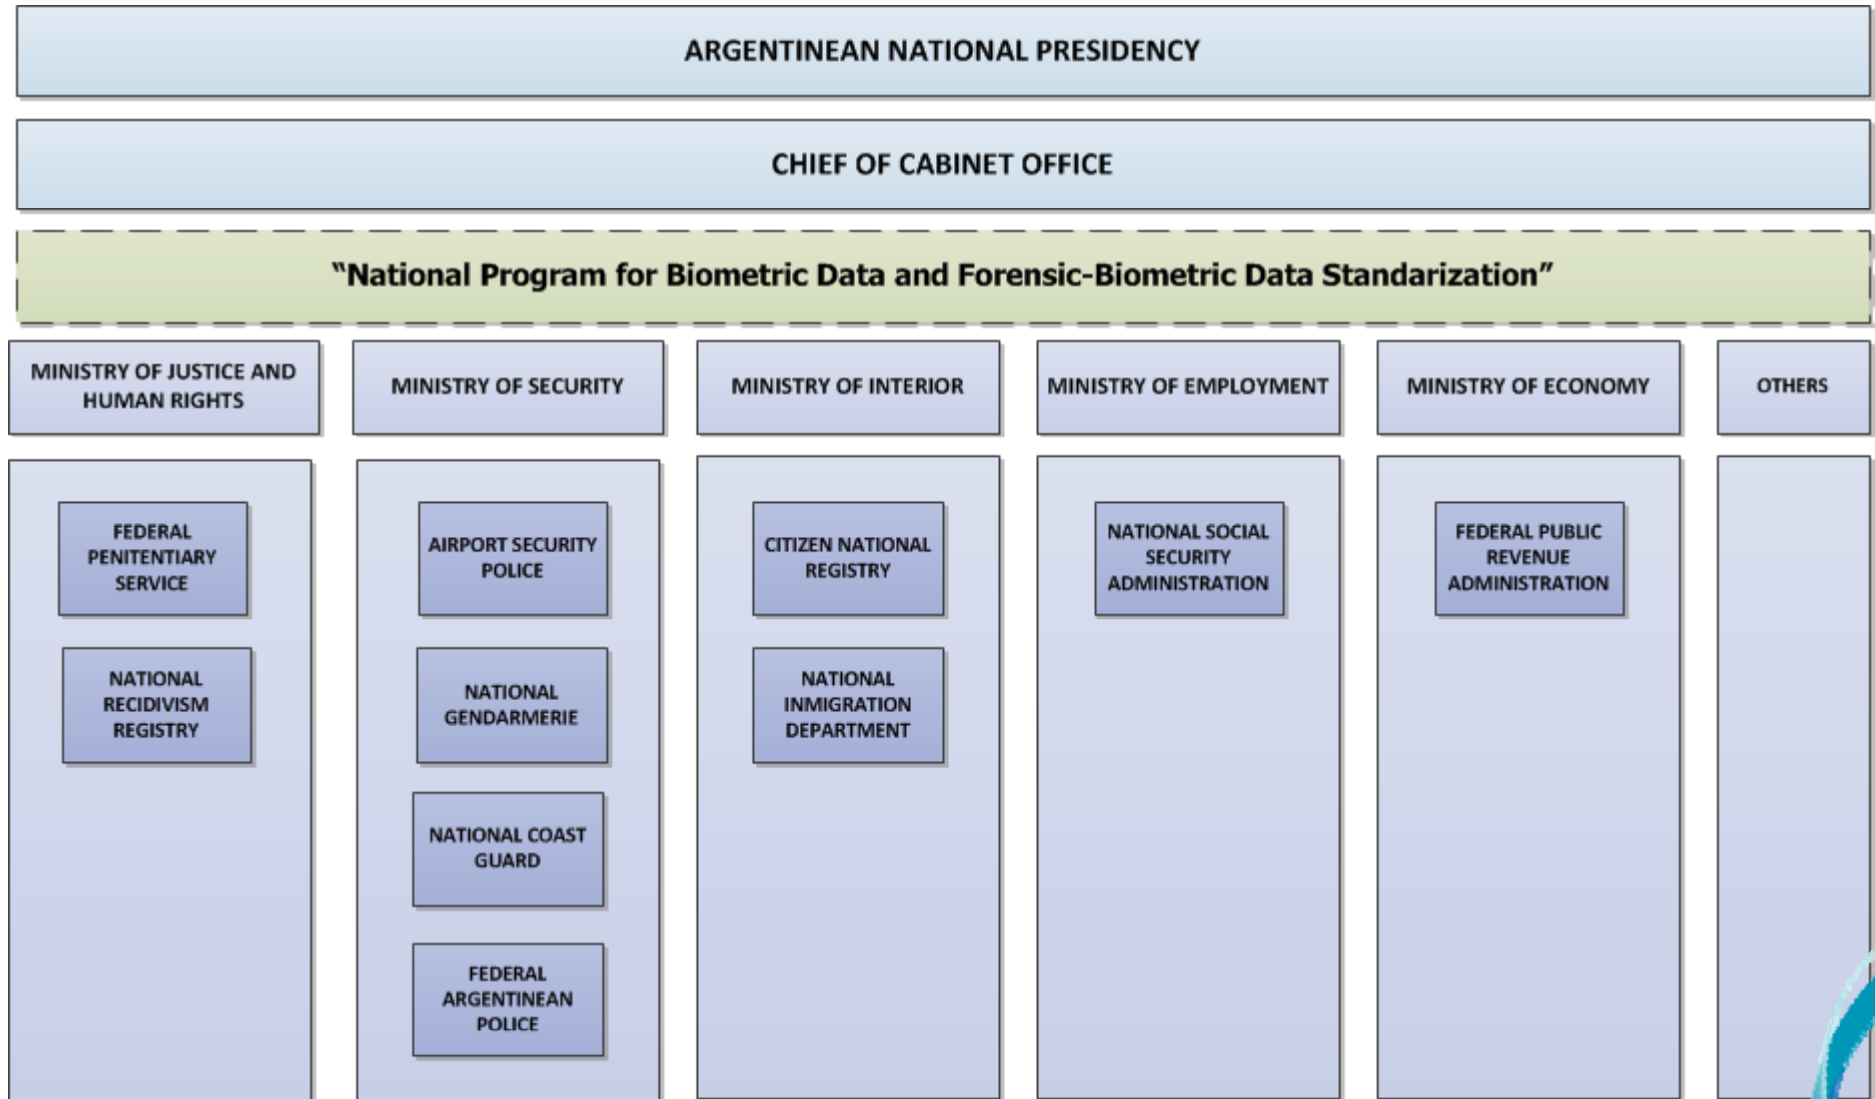 ARGENTINEAN NATIONAL PRESIDENCY
CHIEF OF CABINET OFFICE
“National Program for Biometric Data and Forensic-Biometric Data Standarization”
MINISTRY OF JUSTICE AND
HUMAN RIGHTS
MINISTRY OF SECURITY
MINISTRY OF INTERIOR
MINISTRY OF EMPLOYMENT
MINISTRY OF ECONOMY
OTHERS
FEDERAL
PENITENTIARY
SERVICE
NATIONAL
RECIDIVISM
REGISTRY
AIRPORT SECURITY
POLICE
NATIONAL
GENDARMERIE
NATIONAL COAST
GUARD
FEDERAL
ARGENTINEAN
POLICE
CITIZEN NATIONAL
REGISTRY
NATIONAL
INMIGRATION
DEPARTMENT
NATIONAL SOCIAL
SECURITY
ADMINISTRATION
FEDERAL PUBLIC
REVENUE
ADMINISTRATION